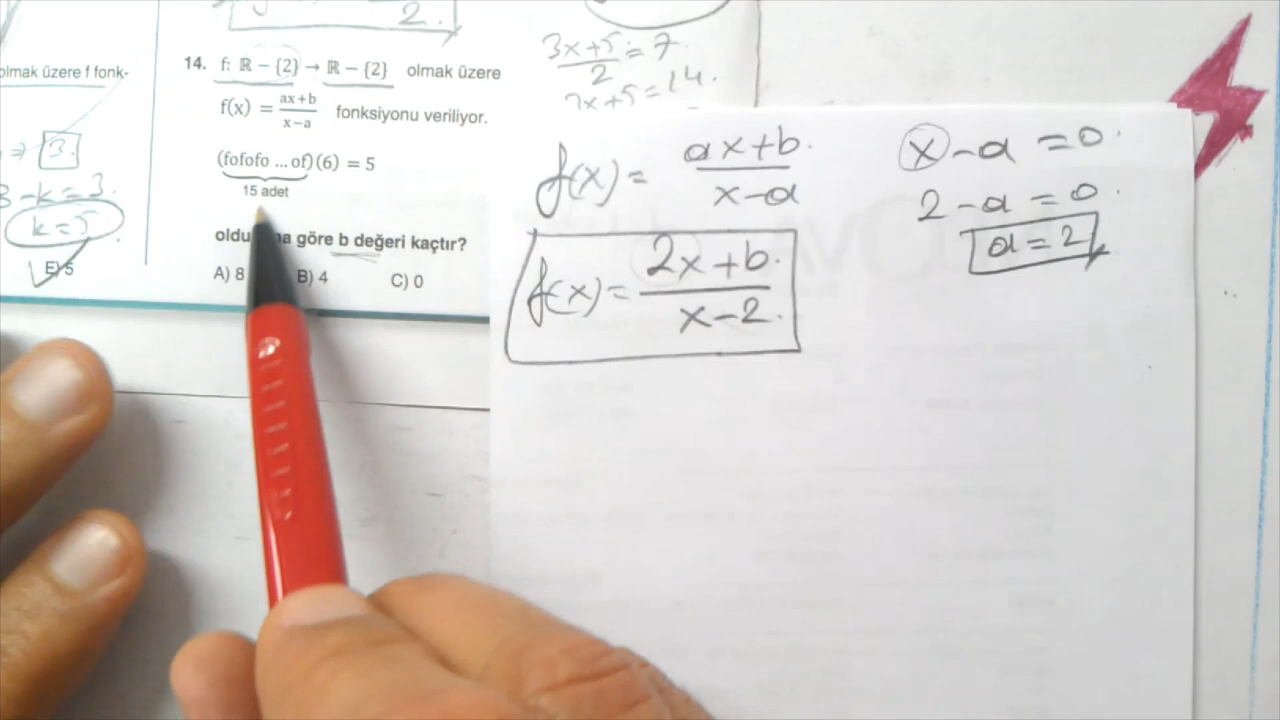 2
olmak üzere f fonk-
3.
3-k=3.
k=5
E) 5
14. f: ℝ − {2} → ℝ − {2} olmak üzere
f(x) = ax+b / x−a fonksiyonu veriliyor.
(fofofo ... of)(6) = 5
15 adet
göre b değeri kaçtır?
A) 8 B) 4 C) 0
3x+5 / 2 = 7
x+5=14.
f(x)= ax+b. / x-a
f(x)= 2x+b. / x-2.
x-a=0.
2-a=0.
a=2